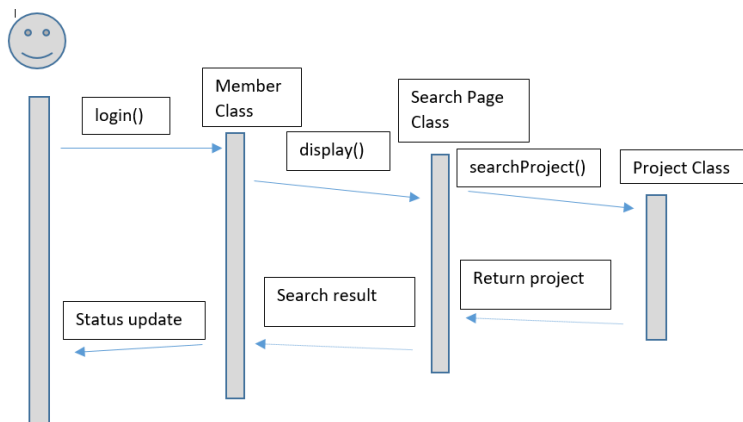 Member
Class
login()
Search Page
Class
display()
searchProject()
Project Class
Return project
Search result
Status update